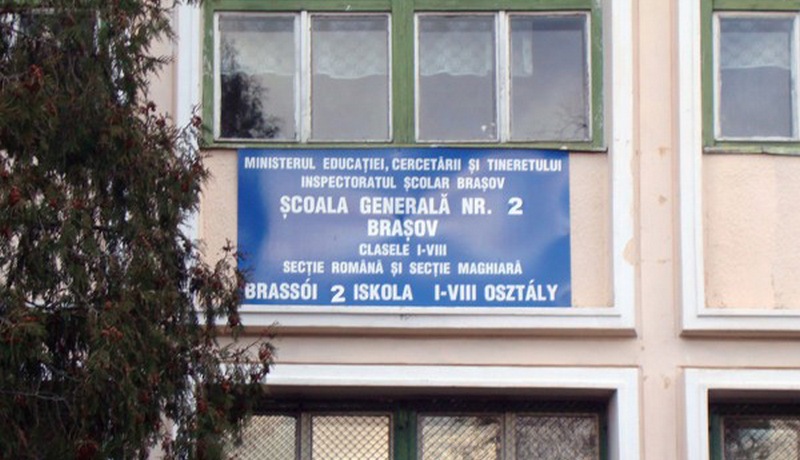 MINISTERUL EDUCAȚIEI, CERCETĂRII ȘI TINERETULUI
INSPECTORATUL ȘCOLAR BRAȘOV
ȘCOALA GENERALĂ NR. 2
BRAȘOV
CLASELE I-VIII
SECȚIE ROMÂNĂ ȘI SECȚIE MAGHIARĂ
BRASSÓI 2 ISKOLA I-VIII OSZTÁLY